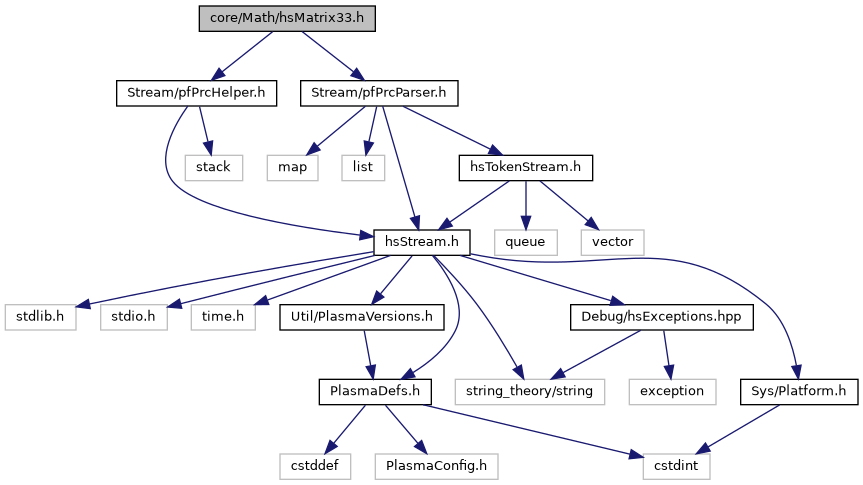 core/Math/hsMatrix33.h
Stream/pfPrcHelper.h
Stream/pfPrcParser.h
stack
map
list
hsTokenStream.h
hsStream.h
queue
vector
stdlib.h
stdio.h
time.h
Util/PlasmaVersions.h
Debug/hsExceptions.hpp
PlasmaDefs.h
string_theory/string
exception
Sys/Platform.h
cstddef
PlasmaConfig.h
cstdint